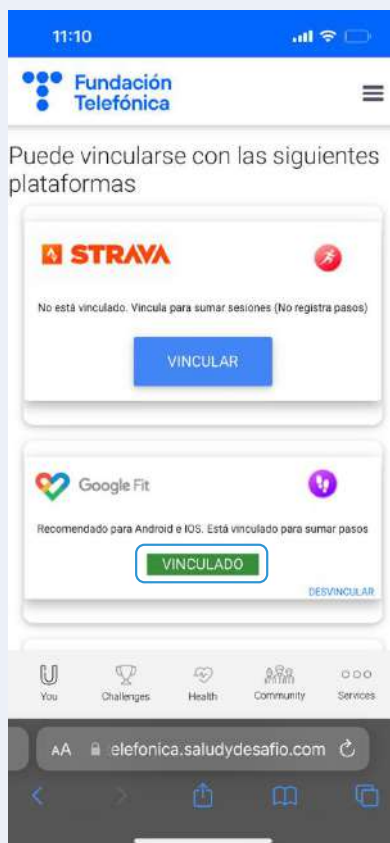 11:10
Fundación
Telefónica
Puede vincularse con las siguientes
plataformas
STRAVA
No está vinculado. Vincula para sumar sesiones (No registra pasos)
VINCULAR
Google Fit
Recomendado para Android e IOS. Está vinculado para sumar pasos
VINCULADO
DESVINCULAR
You Challenges Health Community Services
AA elefonica.saludydesafio.com